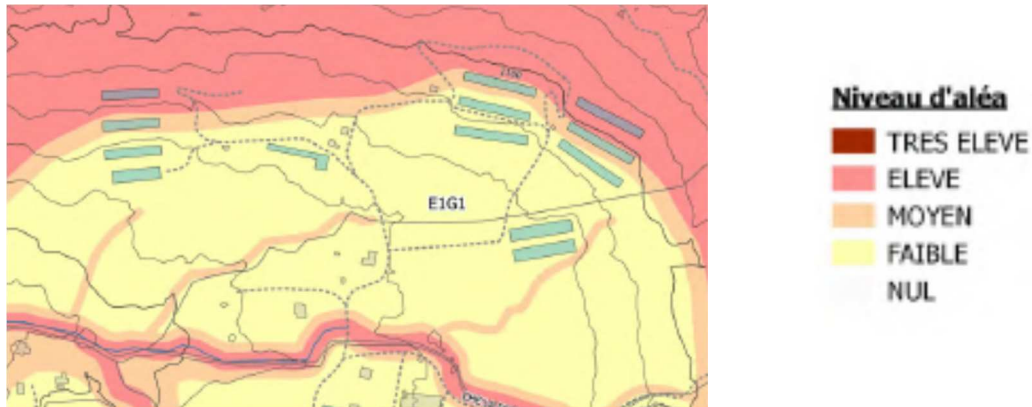 E1G1
Niveau d'aléa
TRES ELEVE
ELEVE
MOYEN
FAIBLE
NUL